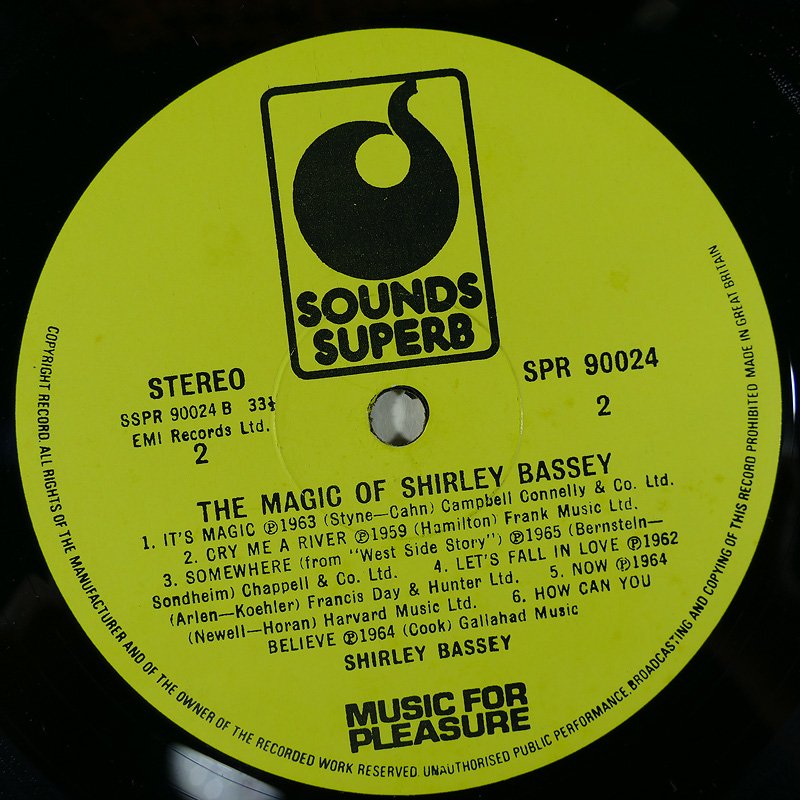 SOUNDS
SUPERB
STEREO
SSPR 90024 B 33⅓
EMI Records Ltd.
2
SPR 90024
2
THE MAGIC OF SHIRLEY BASSEY
1. IT'S MAGIC ℗1963 (Styne—Cahn) Campbell Connelly & Co. Ltd.
2. CRY ME A RIVER ℗1959 (Hamilton) Frank Music Ltd.
3. SOMEWHERE (from "West Side Story") ℗1965 (Bernstein—
Sondheim) Chappell & Co. Ltd. 4. LET'S FALL IN LOVE ℗1962
(Arlen—Koehler) Francis Day & Hunter Ltd. 5. NOW ℗1964
(Newell—Horan) Harvard Music Ltd. 6. HOW CAN YOU
BELIEVE ℗1964 (Cook) Gallahad Music
SHIRLEY BASSEY
MUSIC FOR
PLEASURE
COPYRIGHT RECORD. ALL RIGHTS OF THE MANUFACTURER AND OF THE OWNER OF THE RECORDED WORK RESERVED. UNAUTHORISED PUBLIC PERFORMANCE, BROADCASTING AND COPYING OF THIS RECORD PROHIBITED MADE IN GREAT BRITAIN